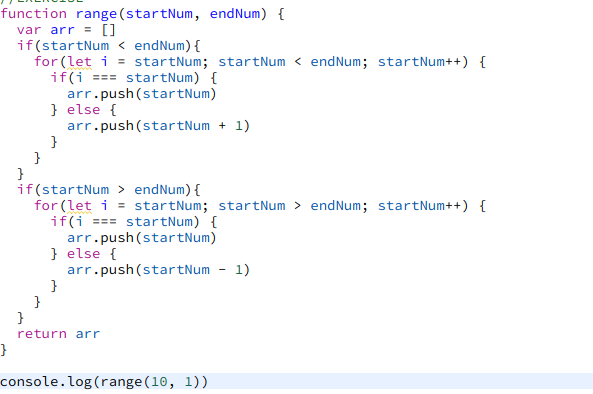 //EXERCISE
function range(startNum, endNum) {
  var arr = []
  if(startNum < endNum){
    for(let i = startNum; startNum < endNum; startNum++) {
      if(i === startNum) {
        arr.push(startNum)
      } else {
        arr.push(startNum + 1)
      }
    }
  }
  if(startNum > endNum){
    for(let i = startNum; startNum > endNum; startNum++) {
      if(i === startNum) {
        arr.push(startNum)
      } else {
        arr.push(startNum - 1)
      }
    }
  }
  return arr
}
console.log(range(10, 1))